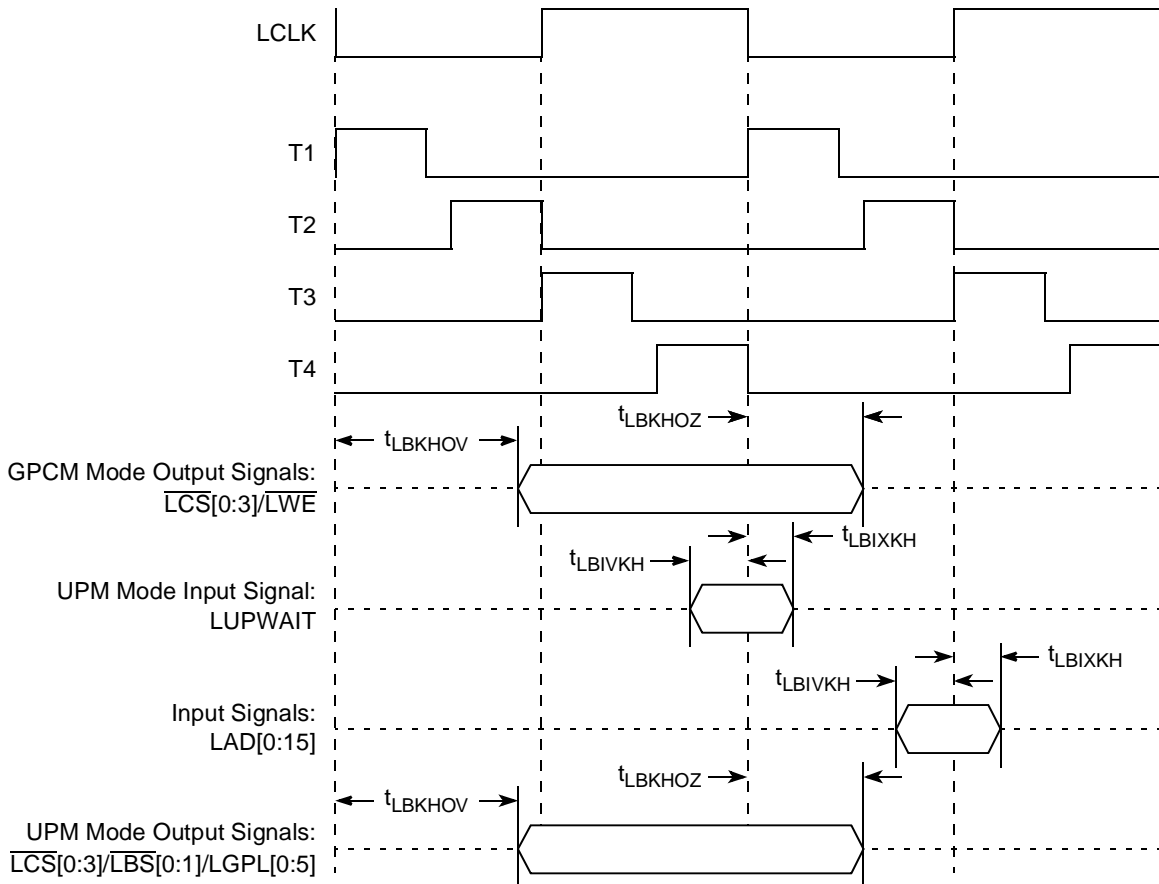 LCLK
T1
T2
T3
T4
tLBKHOZ
tLBKHOV
GPCM Mode Output Signals:
LCS[0:3]/LWE
tLBIXKH
tLBIVKH
UPM Mode Input Signal:
LUPWAIT
tLBIXKH
tLBIVKH
Input Signals:
LAD[0:15]
tLBKHOZ
tLBKHOV
UPM Mode Output Signals:
LCS[0:3]/LBS[0:1]/LGPL[0:5]